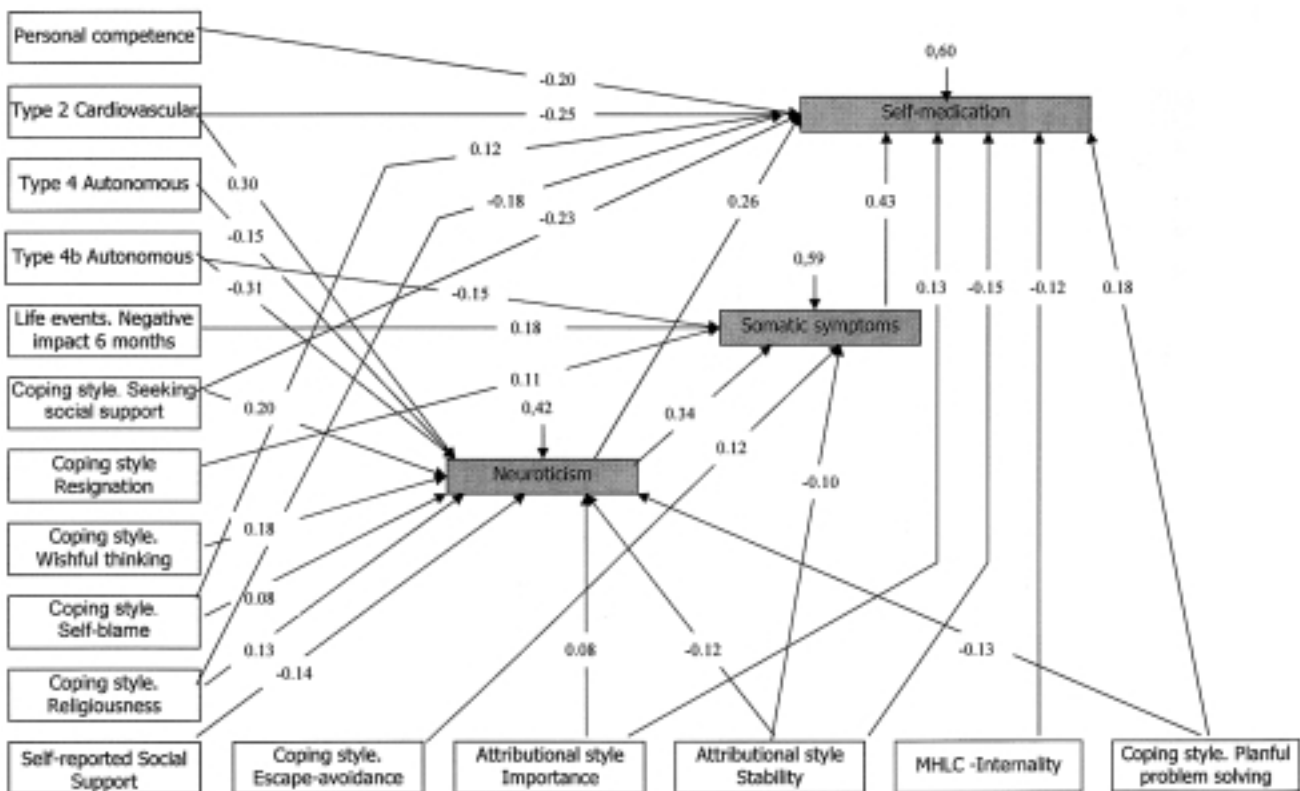 Personal competence
-0.20
0,60
Type 2 Cardiovascular
-0.25
Self-medication
0.12
Type 4 Autonomous
0.30
-0.18
0.26
0.43
-0.23
-0.15
Type 4b Autonomous
0,59
-0.31
-0.15
0.13
-0.15
-0.12
0.18
Life events. Negative
impact 6 months
0.18
Somatic symptoms
Coping style. Seeking
social support
0.11
0.20
0,42
0.34
Coping style
Resignation
0.12
Neuroticism
-0.10
Coping style.
Wishful thinking
0.18
Coping style.
Self-blame
0.08
0.13
-0.14
0.08
-0.12
-0.13
Coping style.
Religiousness
Self-reported Social
Support
Coping style.
Escape-avoidance
Attributional style
Importance
Attributional style
Stability
MHLC -Internality
Coping style. Planful
problem solving